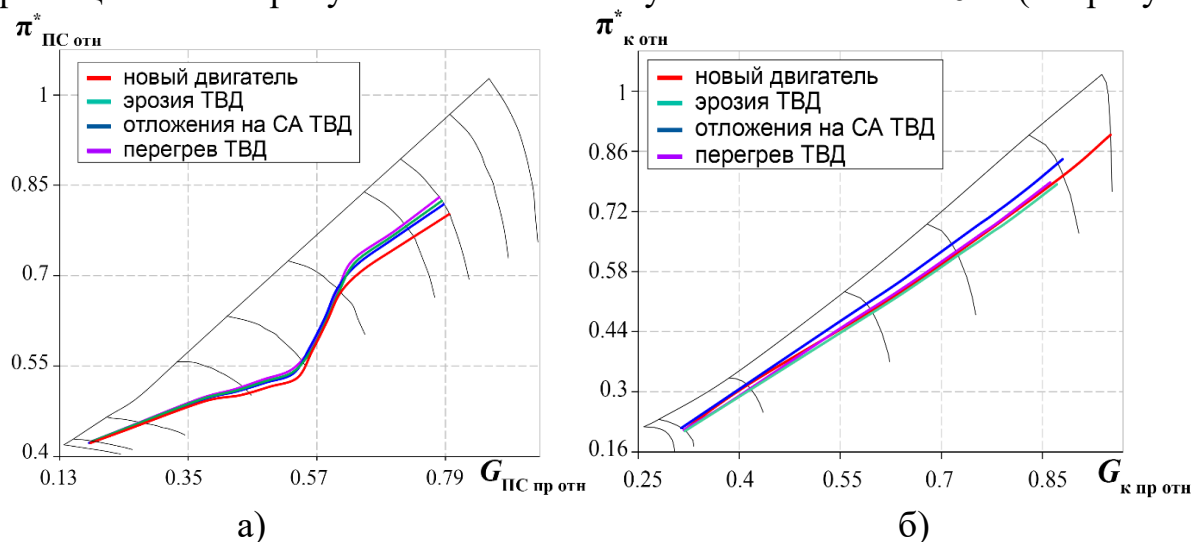 π*ПС отн
новый двигатель
эрозия ТВД
отложения на СА ТВД
перегрев ТВД
1
0.85
0.7
0.55
0.4
0.13 0.35 0.57 0.79 GПС пр отн
а)
π*к отн
новый двигатель
эрозия ТВД
отложения на СА ТВД
перегрев ТВД
1
0.86
0.72
0.58
0.44
0.3
0.16
0.25 0.4 0.55 0.7 0.85 Gк пр отн
б)